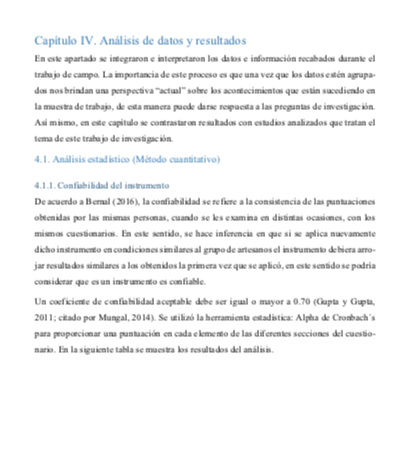 Capítulo IV. Análisis de datos y resultados
En este apartado se integraron e interpretaron los datos e información recabados durante el
trabajo de campo. La importancia de este proceso es que una vez que los datos estén agrupa-
dos nos brindan una perspectiva “actual” sobre los acontecimientos que están sucediendo en
la muestra de trabajo, de esta manera puede darse respuesta a las preguntas de investigación.
Así mismo, en este capítulo se contrastaron resultados con estudios analizados que tratan el
tema de este trabajo de investigación.
4.1. Análisis estadístico (Método cuantitativo)
4.1.1. Confiabilidad del instrumento
De acuerdo a Bernal (2016), la confiabilidad se refiere a la consistencia de las puntuaciones
obtenidas por las mismas personas, cuando se les examina en distintas ocasiones, con los
mismos cuestionarios. En este sentido, se hace inferencia en que si se aplica nuevamente
dicho instrumento en condiciones similares al grupo de artesanos el instrumento debiera arro-
jar resultados similares a los obtenidos la primera vez que se aplicó, en este sentido se podría
considerar que es un instrumento es confiable.
Un coeficiente de confiabilidad aceptable debe ser igual o mayor a 0.70 (Gupta y Gupta,
2011; citado por Mungal, 2014). Se utilizó la herramienta estadística: Alpha de Cronbach´s
para proporcionar una puntuación en cada elemento de las diferentes secciones del cuestio-
nario. En la siguiente tabla se muestra los resultados del análisis.